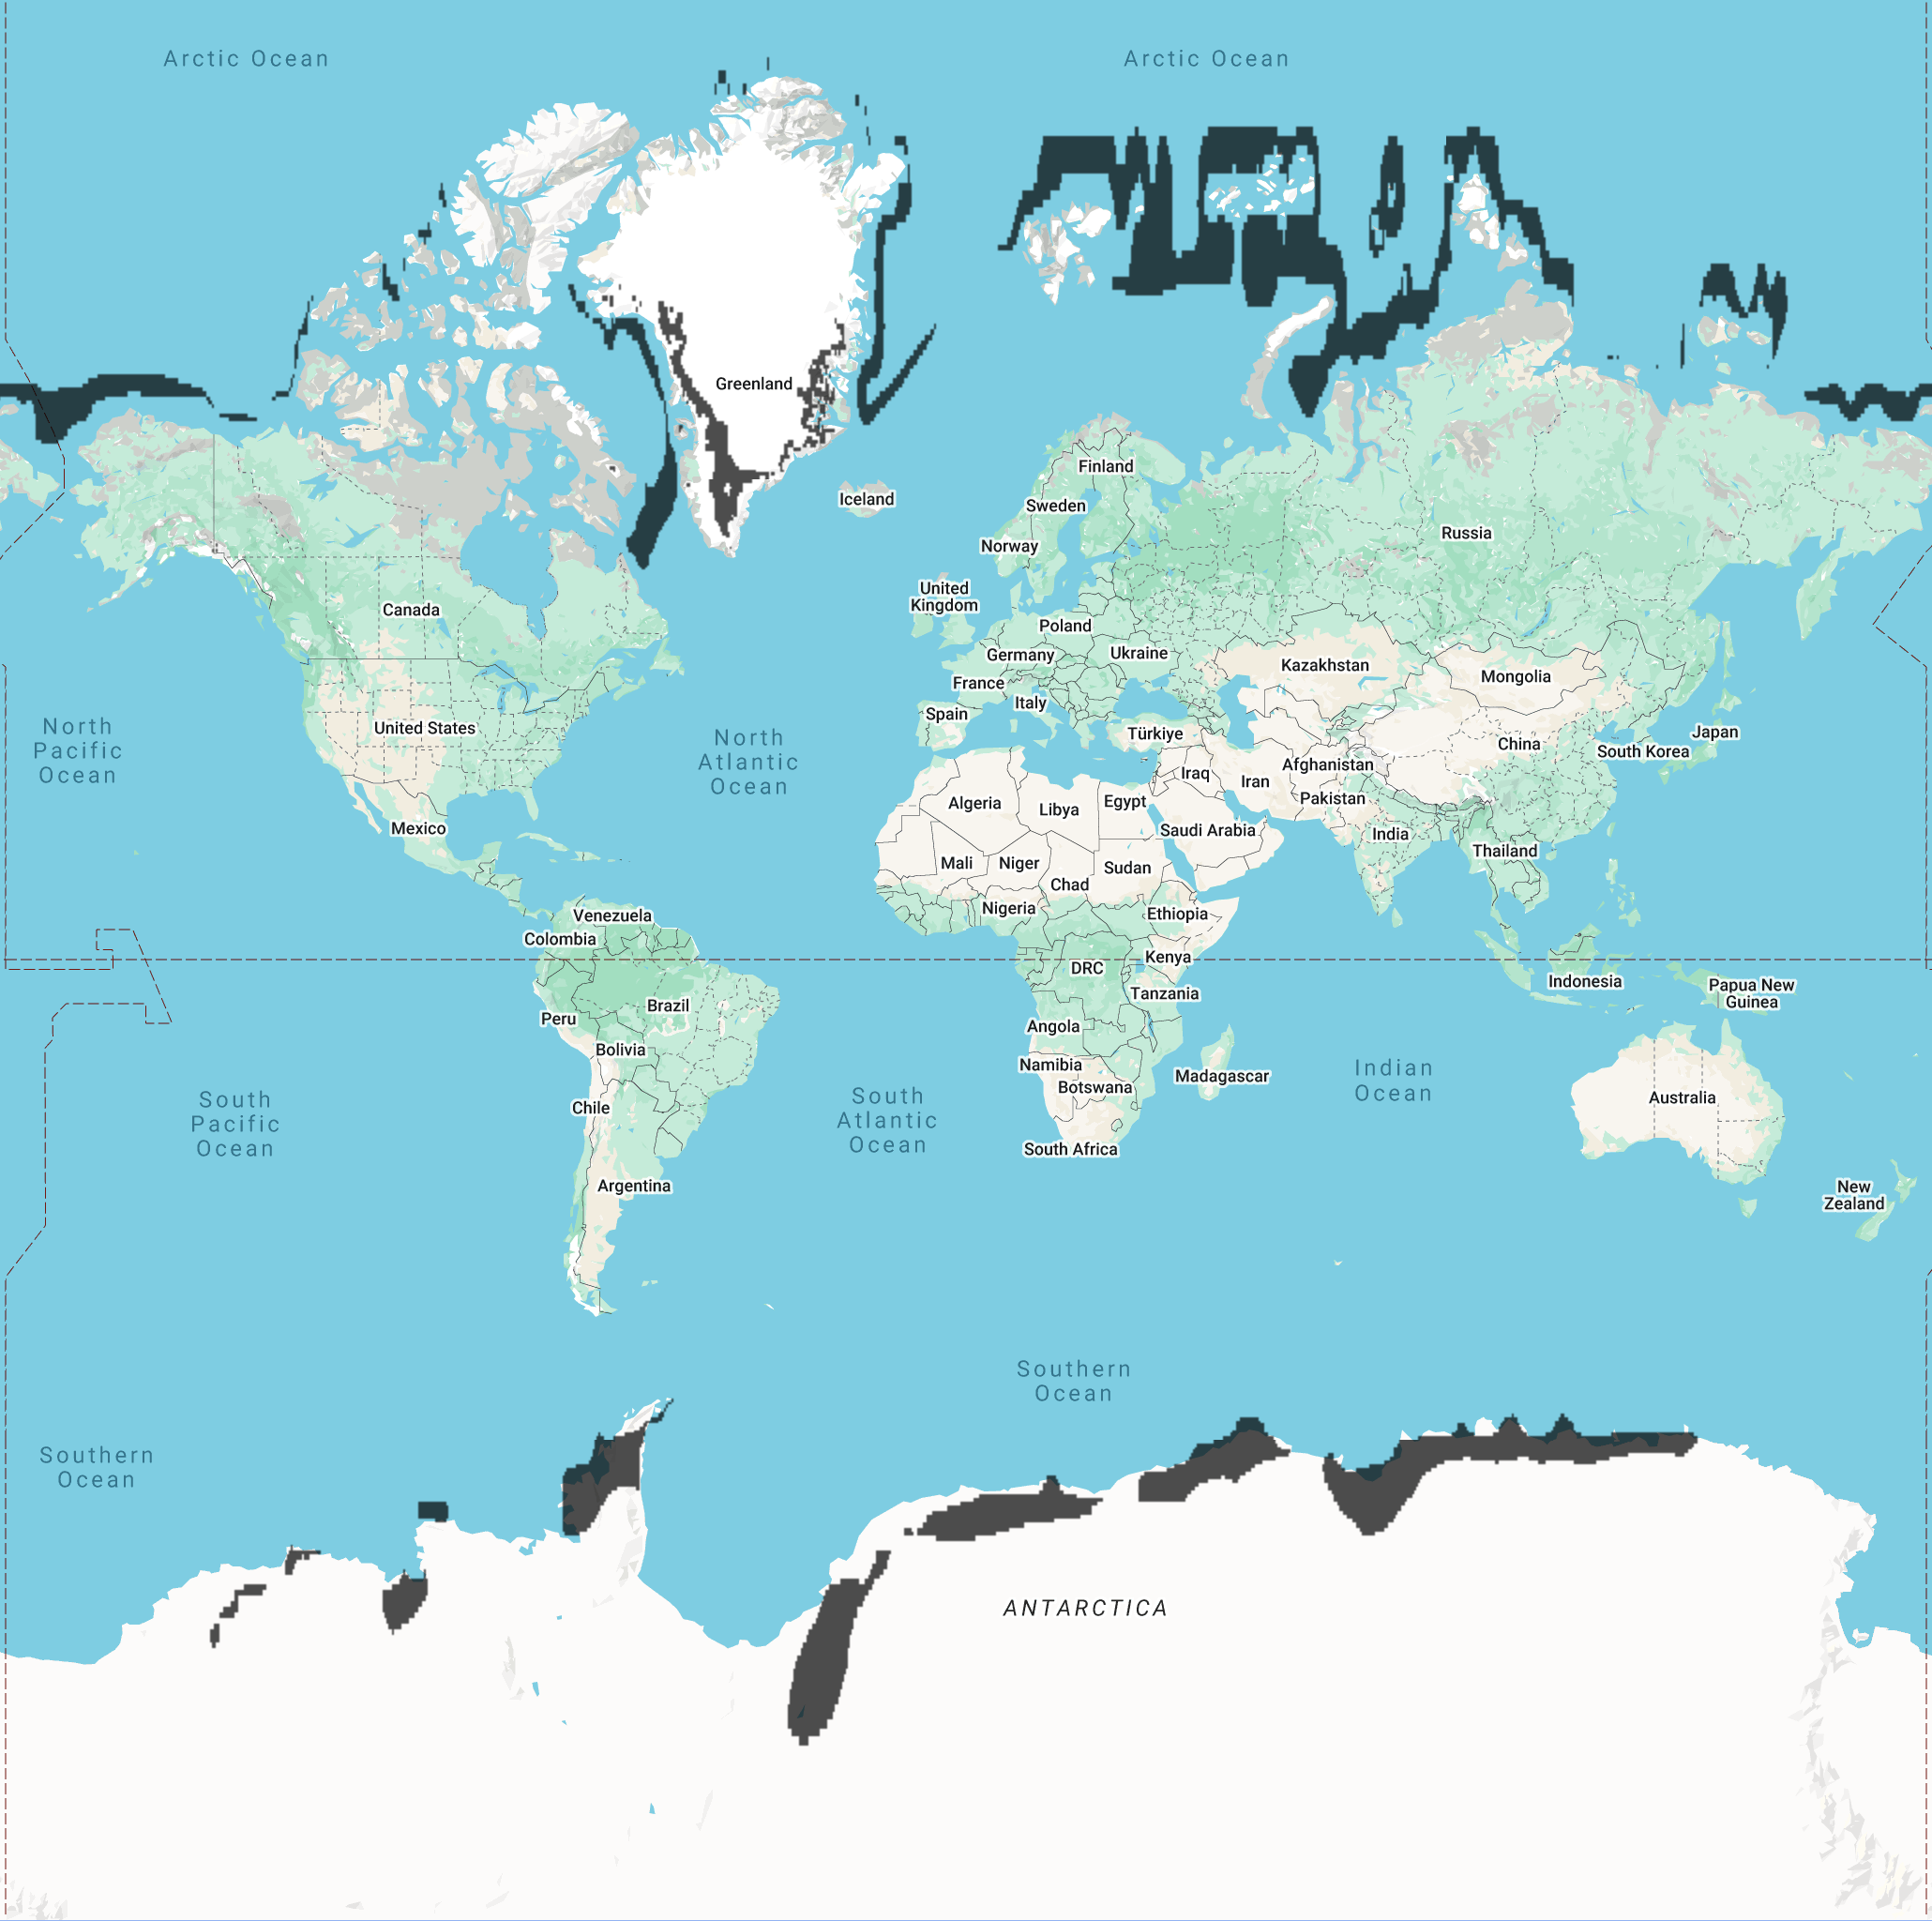 Arctic Ocean
Arctic Ocean
Greenland
Finland
Iceland
Sweden
Russia
Norway
United
Kingdom
Canada
Poland
Germany
Ukraine
Kazakhstan
Mongolia
France
Italy
Spain
United States
Türkiye
Japan
China
South Korea
North
Pacific
Ocean
North
Atlantic
Ocean
Iraq
Iran
Afghanistan
Pakistan
Algeria
Libya
Egypt
Saudi Arabia
Mexico
India
Thailand
Mali
Niger
Chad
Sudan
Nigeria
Ethiopia
Venezuela
Colombia
DRC
Kenya
Indonesia
Tanzania
Papua New
Guinea
Brazil
Peru
Angola
Bolivia
Namibia
Botswana
Madagascar
Indian
Ocean
Australia
Chile
South
Pacific
Ocean
South
Atlantic
Ocean
South Africa
Argentina
New
Zealand
Southern
Ocean
Southern
Ocean
ANTARCTICA